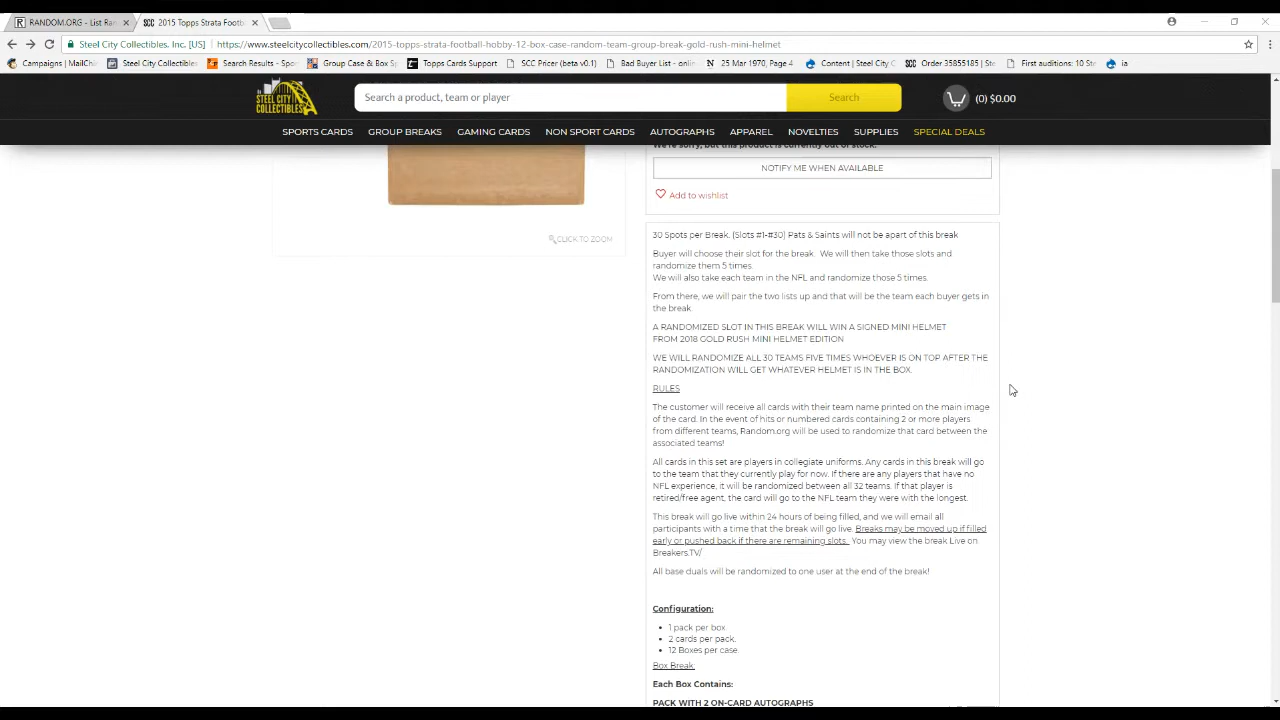 RANDOM.ORG - List Ran
SCC 2015 Topps Strata Footb
Steel City Collectibles. Inc. [US] https://www.steelcitycollectibles.com/2015-topps-strata-football-hobby-12-box-case-random-team-group-break-gold-rush-mini-helmet
Campaigns | MailChi Steel City Collectibles Search Results - Spo Group Case & Box Sp Topps Cards Support SCC Pricer (beta v0.1) Bad Buyer List - onlin 25 Mar 1970, Page 4 Content | Steel City C SCC Order 35855185 | Ste First auditions: 10 Ste ia
STEEL CITY COLLECTIBLES
Search a product, team or player
Search
(0) $0.00
SPORTS CARDS GROUP BREAKS GAMING CARDS NON SPORT CARDS AUTOGRAPHS APPAREL NOVELTIES SUPPLIES SPECIAL DEALS
We're sorry, but this product is currently out of stock.
NOTIFY ME WHEN AVAILABLE
Add to wishlist
CLICK TO ZOOM
30 Spots per Break. (Slots #1-#30) Pats & Saints will not be apart of this break
Buyer will choose their slot for the break. We will then take those slots and
randomize them 5 times.
We will also take each team in the NFL and randomize those 5 times.
From there, we will pair the two lists up and that will be the team each buyer gets in
the break
A RANDOMIZED SLOT IN THIS BREAK WILL WIN A SIGNED MINI HELMET
FROM 2018 GOLD RUSH MINI HELMET EDITION
WE WILL RANDOMIZE ALL 30 TEAMS FIVE TIMES WHOEVER IS ON TOP AFTER THE
RANDOMIZATION WILL GET WHATEVER HELMET IS IN THE BOX.
RULES
The customer will receive all cards with their team name printed on the main image
of the card. In the event of hits or numbered cards containing 2 or more players
from different teams, Random.org will be used to randomize that card between the
associated teams!
All cards in this set are players in collegiate uniforms. Any cards in this break will go
to the team that they currently play for now. If there are any players that have no
NFL experience, it will be randomized between all 32 teams. If that player is
retired/free agent, the card will go to the NFL team they were with the longest.
This break will go live within 24 hours of being filled, and we will email all
participants with a time that the break will go live. Breaks may be moved up if filled
early or pushed back if there are remaining slots. You may view the break Live on
Breakers.TV/
All base duals will be randomized to one user at the end of the break!
Configuration:
1 pack per box
2 cards per pack.
12 Boxes per case.
Box Break:
Each Box Contains:
PACK WITH 2 ON-CARD AUTOGRAPHS